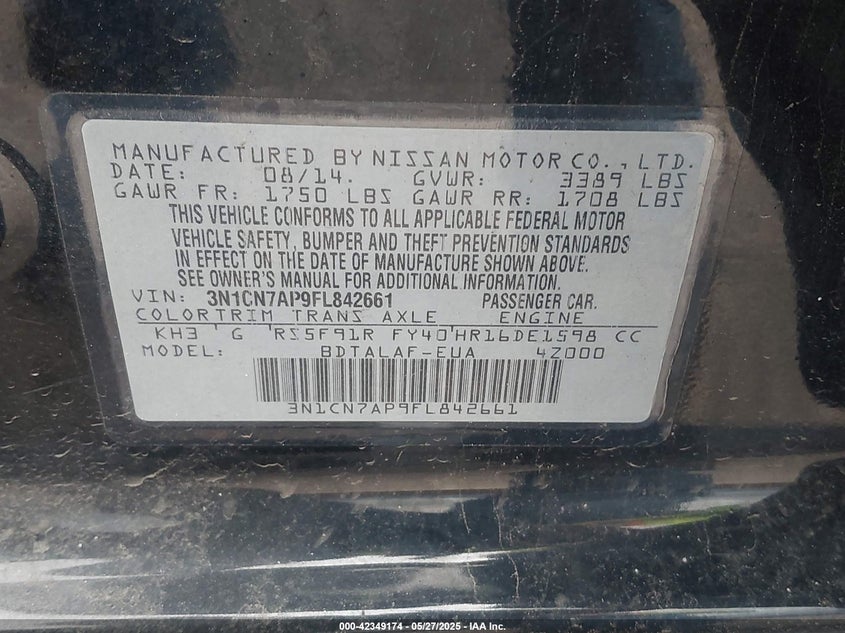 MANUFACTURED BY NISSAN MOTOR CO., LTD.
DATE: 08/14. GVWR: 3389 LBS
GAWR FR: 1750 LBS GAWR RR: 1708 LBS
THIS VEHICLE CONFORMS TO ALL APPLICABLE FEDERAL MOTOR
VEHICLE SAFETY, BUMPER AND THEFT PREVENTION STANDARDS
IN EFFECT ON THE DATE OF MANUFACTURE SHOWN ABOVE.
SEE OWNER'S MANUAL FOR ADDITIONAL INFORMATION.
VIN: 3N1CN7AP9FL842661 PASSENGER CAR.
COLOR TRIM TRANS AXLE ENGINE
KH3 G RS5F91R FY40 HR16DE1598 CC
MODEL: BDTALAF-EUA 4Z000
3N1CN7AP9FL842661
000-42349174 - 05/27/2025 - IAA Inc.